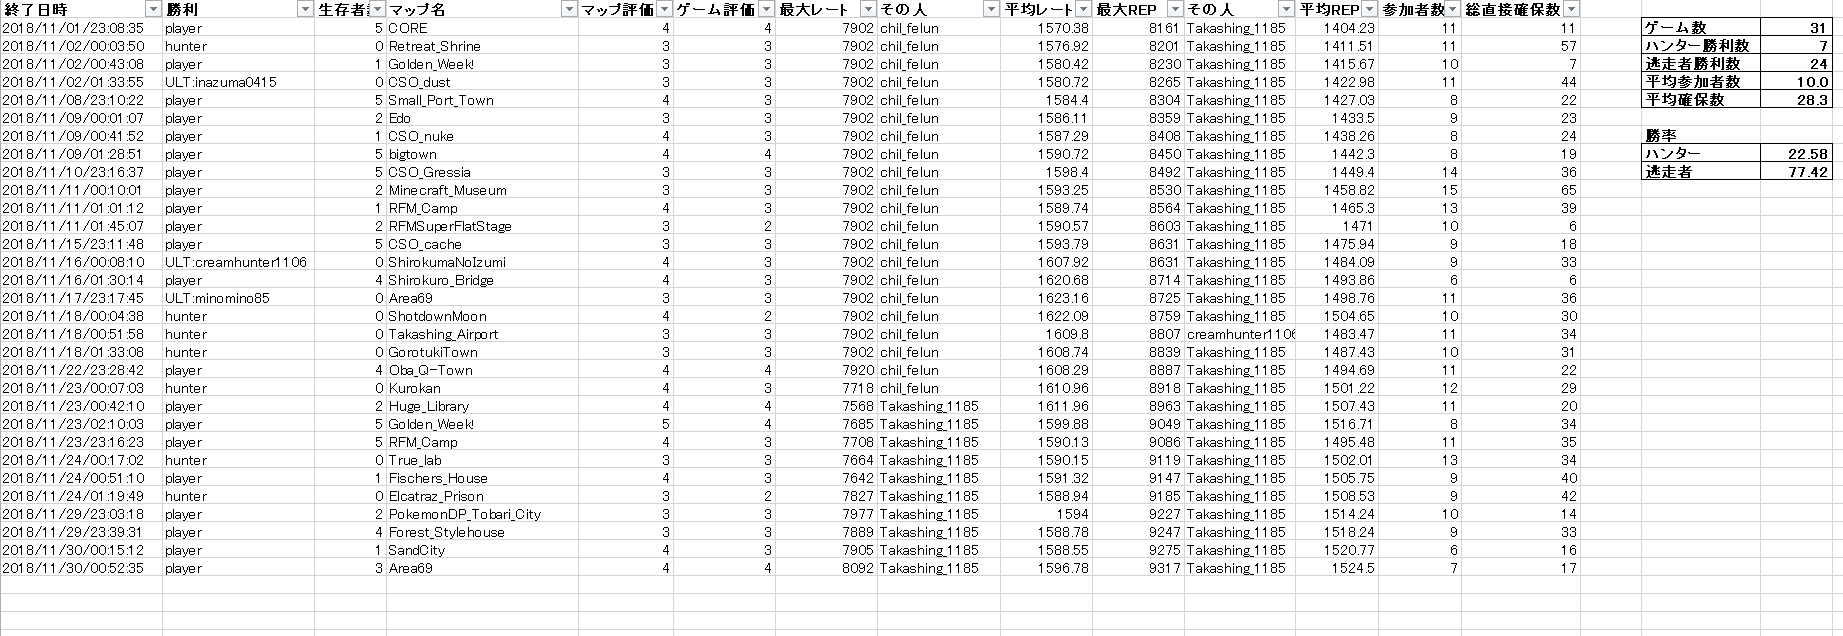 終了日時 勝利 生存者 マップ名 マップ評価 ゲーム評価 最大レート その人 平均レート 最大REP その人 平均REP 参加者数 総直接確保数
2018/11/01/23:08:35 player 5 CORE 4 4 7902 chil_felun 1570.38 8161 Takashing_1185 1404.23 11 11 ゲーム数 31
2018/11/02/00:03:50 hunter 0 Retreat_Shrine 3 3 7902 chil_felun 1576.92 8201 Takashing_1185 1411.51 11 57 ハンター勝利数 7
2018/11/02/00:43:08 player 1 Golden_Week! 3 3 7902 chil_felun 1580.42 8230 Takashing_1185 1415.67 10 7 逃走者勝利数 24
2018/11/02/01:33:55 ULT:inazuma0415 0 CSO_dust 3 3 7902 chil_felun 1580.72 8265 Takashing_1185 1422.98 11 44 平均参加者数 10.0
2018/11/08/23:10:22 player 5 Small_Port_Town 4 3 7902 chil_felun 1584.4 8304 Takashing_1185 1427.03 8 22 平均確保数 28.3
2018/11/09/00:01:07 player 2 Edo 3 3 7902 chil_felun 1586.11 8359 Takashing_1185 1433.5 9 23
2018/11/09/00:41:52 player 1 CSO_nuke 4 3 7902 chil_felun 1587.29 8408 Takashing_1185 1438.26 8 24 勝率
2018/11/09/01:28:51 player 5 bigtown 4 4 7902 chil_felun 1590.72 8450 Takashing_1185 1442.3 8 19 ハンター 22.58
2018/11/10/23:16:37 player 5 CSO_Gressia 4 3 7902 chil_felun 1598.4 8492 Takashing_1185 1449.4 14 36 逃走者 77.42
2018/11/11/00:10:01 player 2 Minecraft_Museum 4 3 7902 chil_felun 1593.25 8530 Takashing_1185 1458.82 15 65
2018/11/11/01:01:12 player 1 RFM_Camp 4 3 7902 chil_felun 1589.74 8564 Takashing_1185 1465.3 13 39
2018/11/11/01:45:07 player 2 RFMSuperFlatStage 3 2 7902 chil_felun 1590.57 8603 Takashing_1185 1471 10 6
2018/11/15/23:11:48 player 5 CSO_cache 3 3 7902 chil_felun 1593.79 8631 Takashing_1185 1475.94 9 18
2018/11/16/00:08:10 ULT:creamhunter1106 0 ShirokumaNoIzumi 3 3 7902 chil_felun 1607.92 8631 Takashing_1185 1484.09 9 33
2018/11/16/01:30:14 player 4 Shirokuro_Bridge 4 3 7902 chil_felun 1620.68 8714 Takashing_1185 1493.86 6 6
2018/11/17/23:17:45 ULT:minomino85 0 Area69 3 3 7902 chil_felun 1623.16 8725 Takashing_1185 1498.76 11 36
2018/11/18/00:04:38 hunter 0 ShotdownMoon 4 2 7902 chil_felun 1622.09 8759 Takashing_1185 1504.65 10 30
2018/11/18/00:51:58 hunter 0 Takashing_Airport 3 3 7902 chil_felun 1609.8 8807 creamhunter1106 1483.47 11 34
2018/11/18/01:33:08 hunter 0 GorotukiTown 3 3 7902 chil_felun 1608.74 8839 Takashing_1185 1487.43 10 31
2018/11/22/23:28:42 player 4 Oba_Q-Town 4 4 7920 chil_felun 1608.29 8887 Takashing_1185 1494.69 11 22
2018/11/23/00:07:03 hunter 0 Kurokan 4 3 7718 chil_felun 1610.96 8918 Takashing_1185 1501.22 12 29
2018/11/23/00:42:10 player 2 Huge_Library 4 4 7568 Takashing_1185 1611.96 8963 Takashing_1185 1507.43 11 20
2018/11/23/02:10:03 player 5 Golden_Week! 5 4 7685 Takashing_1185 1599.88 9049 Takashing_1185 1516.71 8 34
2018/11/23/23:16:23 player 5 RFM_Camp 4 3 7708 Takashing_1185 1590.13 9086 Takashing_1185 1495.48 11 35
2018/11/24/00:17:02 hunter 0 True_lab 3 3 7664 Takashing_1185 1590.15 9119 Takashing_1185 1502.01 13 34
2018/11/24/00:51:10 player 1 Fischers_House 4 3 7642 Takashing_1185 1591.32 9147 Takashing_1185 1505.75 9 40
2018/11/24/01:19:49 hunter 0 Elcatraz_Prison 3 2 7827 Takashing_1185 1588.94 9185 Takashing_1185 1508.53 9 42
2018/11/29/23:03:18 player 2 PokemonDP_Tobari_City 3 3 7977 Takashing_1185 1594 9227 Takashing_1185 1514.24 10 14
2018/11/29/23:39:31 player 4 Forest_Stylehouse 3 3 7889 Takashing_1185 1588.78 9247 Takashing_1185 1518.24 9 33
2018/11/30/00:15:12 player 1 SandCity 4 3 7905 Takashing_1185 1588.55 9275 Takashing_1185 1520.77 6 16
2018/11/30/00:52:35 player 3 Area69 4 4 8092 Takashing_1185 1596.78 9317 Takashing_1185 1524.5 7 17